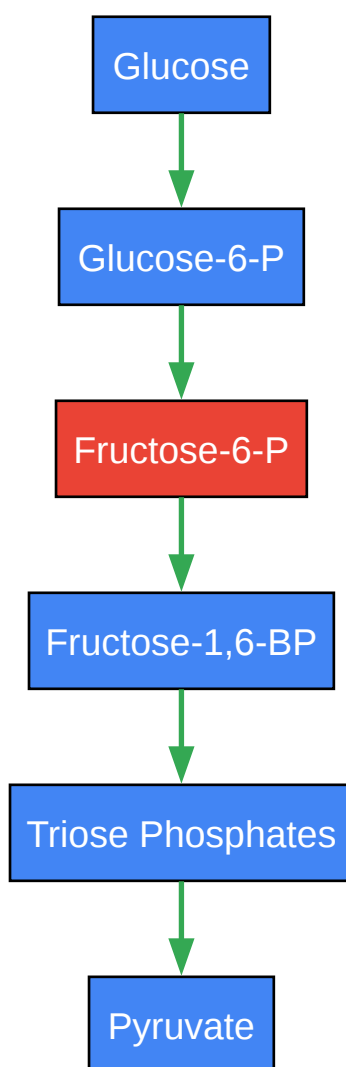 Glucose
Glucose-6-P
Fructose-6-P
Fructose-1,6-BP
Triose Phosphates
Pyruvate